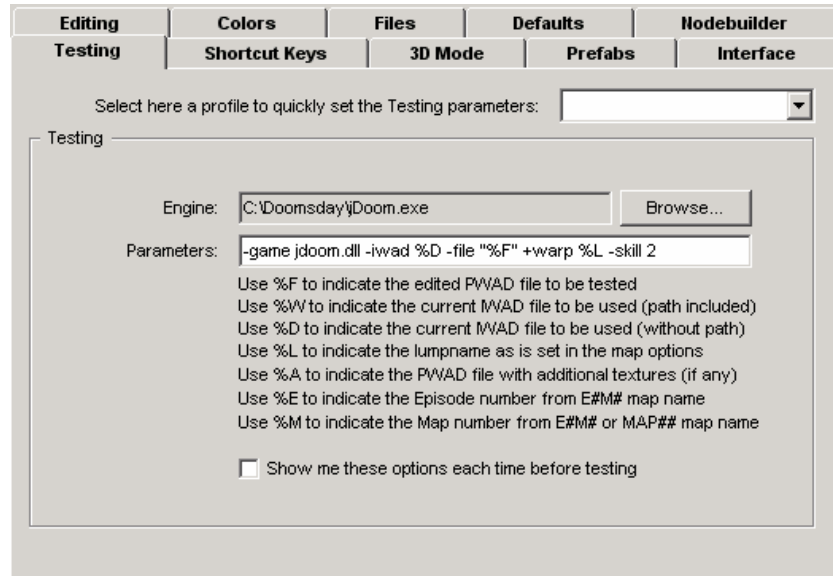 Editing Colors Files Defaults Nodebuilder
Testing Shortcut Keys 3D Mode Prefabs Interface
Select here a profile to quickly set the Testing parameters:
Testing
Engine: C:\Doomsday\jDoom.exe Browse...
Parameters: -game jdoom.dll -iwad %D -file "%F" +warp %L -skill 2
Use %F to indicate the edited PWAD file to be tested
Use %W to indicate the current IWAD file to be used (path included)
Use %D to indicate the current IWAD file to be used (without path)
Use %L to indicate the lumpname as is set in the map options
Use %A to indicate the PWAD file with additional textures (if any)
Use %E to indicate the Episode number from E#M# map name
Use %M to indicate the Map number from E#M# or MAP## map name
Show me these options each time before testing